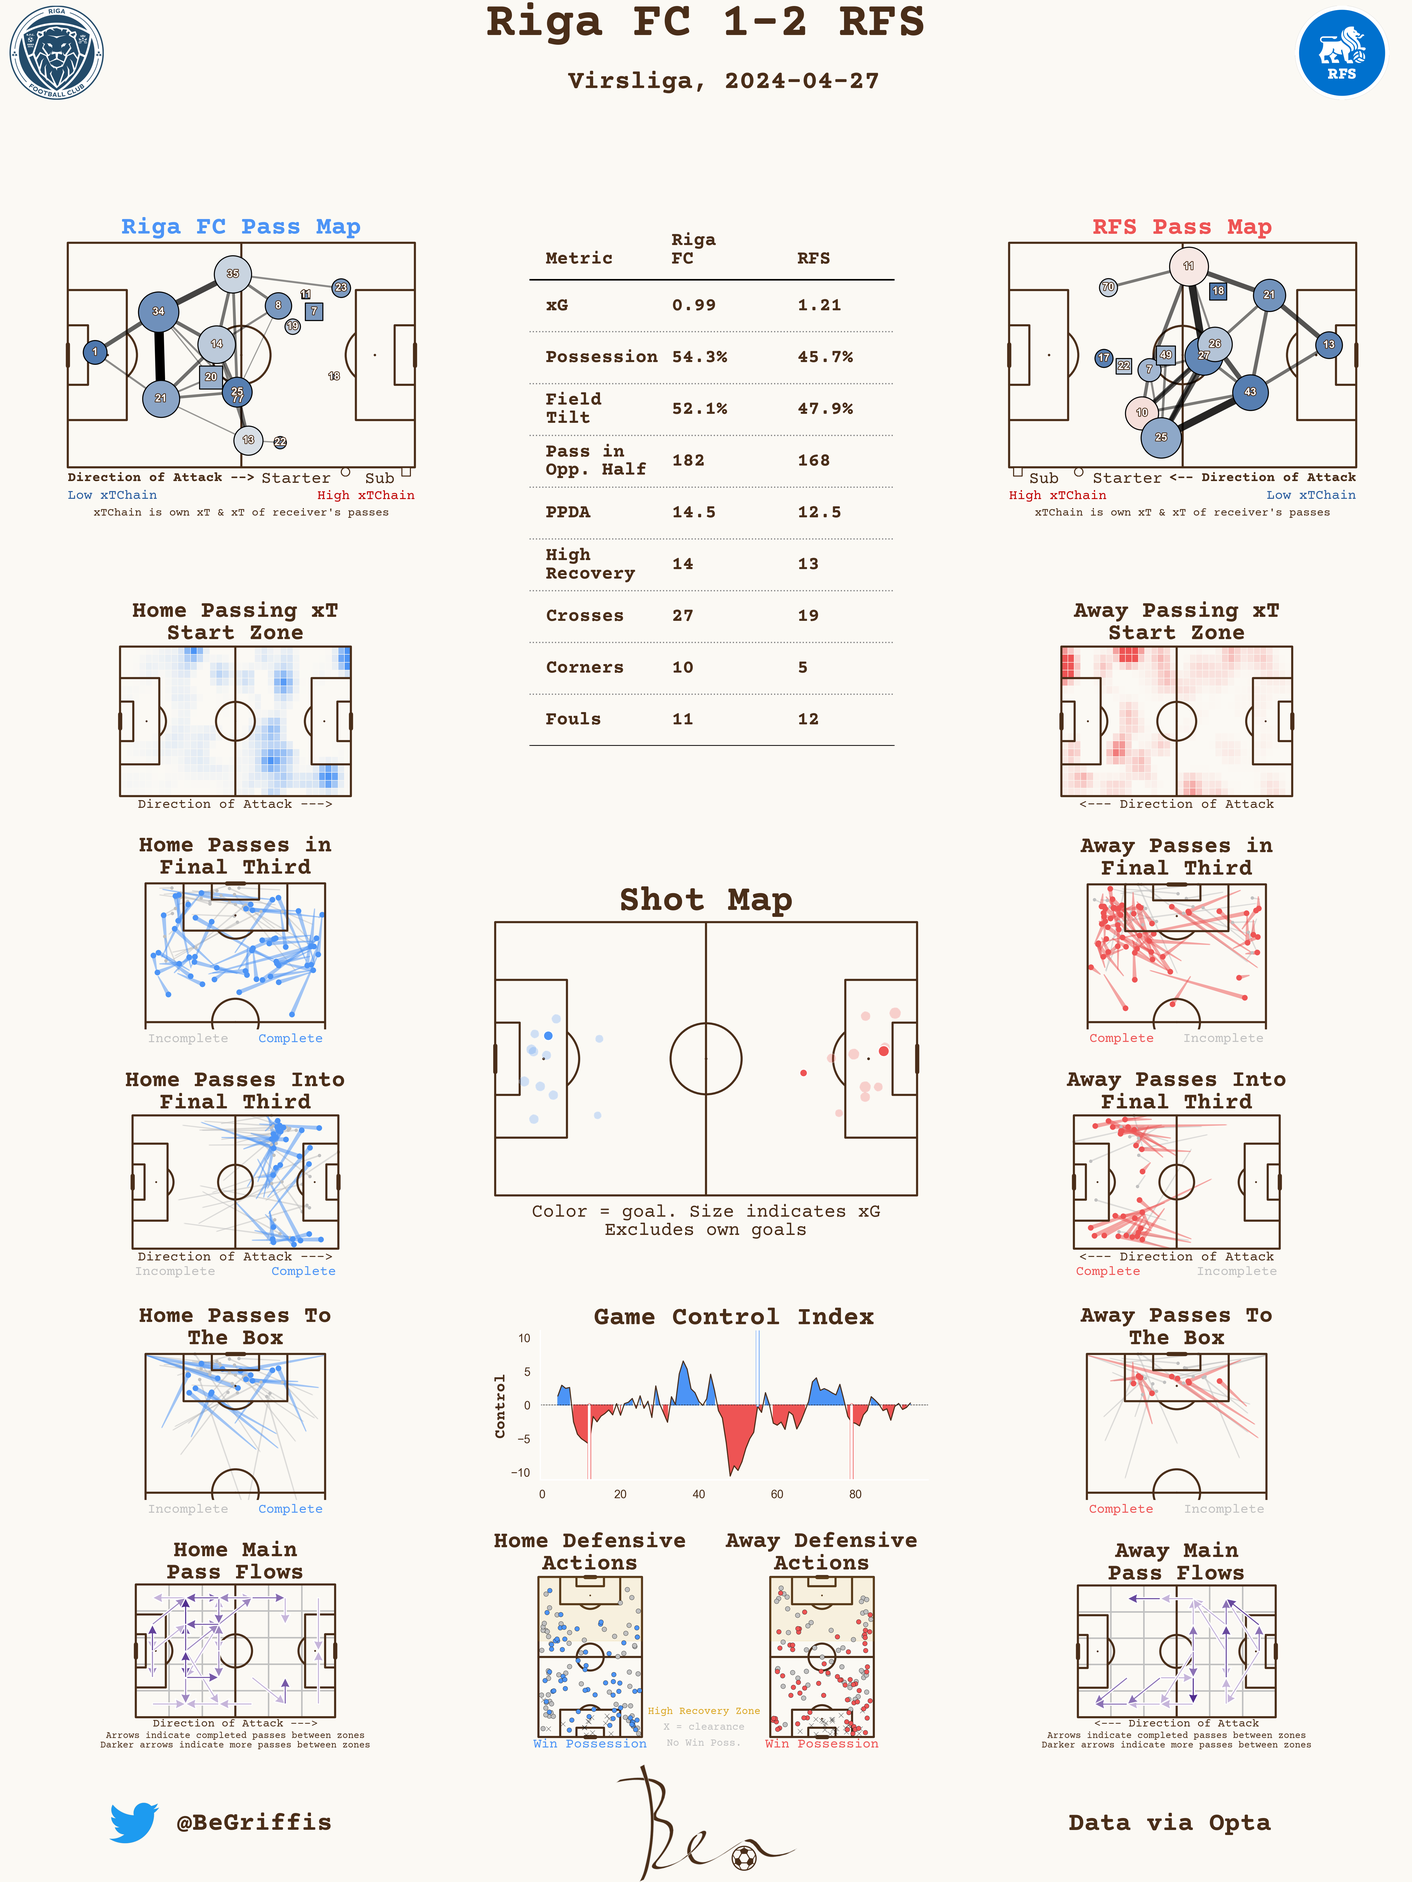 Riga FC 1-2 RFS
Virsliga, 2024-04-27
RIGA
FOOTBALL CLUB
RFS
Riga FC Pass Map
1
34
21
35
14
20
25
77
13
22
8
11
7
19
23
18
Direction of Attack --> Starter Sub
Low xTChain High xTChain
xTChain is own xT & xT of receiver's passes
Metric Riga FC RFS
xG 0.99 1.21
Possession 54.3% 45.7%
Field Tilt 52.1% 47.9%
Pass in Opp. Half 182 168
PPDA 14.5 12.5
High Recovery 14 13
Crosses 27 19
Corners 10 5
Fouls 11 12
RFS Pass Map
11
70
18
21
26
27
13
49
17
22
7
43
10
25
Sub Starter <-- Direction of Attack
High xTChain Low xTChain
xTChain is own xT & xT of receiver's passes
Home Passing xT
Start Zone
Direction of Attack --->
Away Passing xT
Start Zone
<--- Direction of Attack
Home Passes in
Final Third
Incomplete Complete
Away Passes in
Final Third
Complete Incomplete
Shot Map
Color = goal. Size indicates xG
Excludes own goals
Home Passes Into
Final Third
Direction of Attack --->
Incomplete Complete
Away Passes Into
Final Third
<--- Direction of Attack
Complete Incomplete
Home Passes To
The Box
Incomplete Complete
Game Control Index
Control
10
5
0
−5
−10
0 20 40 60 80
Away Passes To
The Box
Complete Incomplete
Home Main
Pass Flows
Direction of Attack --->
Arrows indicate completed passes between zones
Darker arrows indicate more passes between zones
Home Defensive
Actions
Win Possession
High Recovery Zone
X = clearance
No Win Poss.
Away Defensive
Actions
Win Possession
Away Main
Pass Flows
<--- Direction of Attack
Arrows indicate completed passes between zones
Darker arrows indicate more passes between zones
@BeGriffis
Ben
Data via Opta